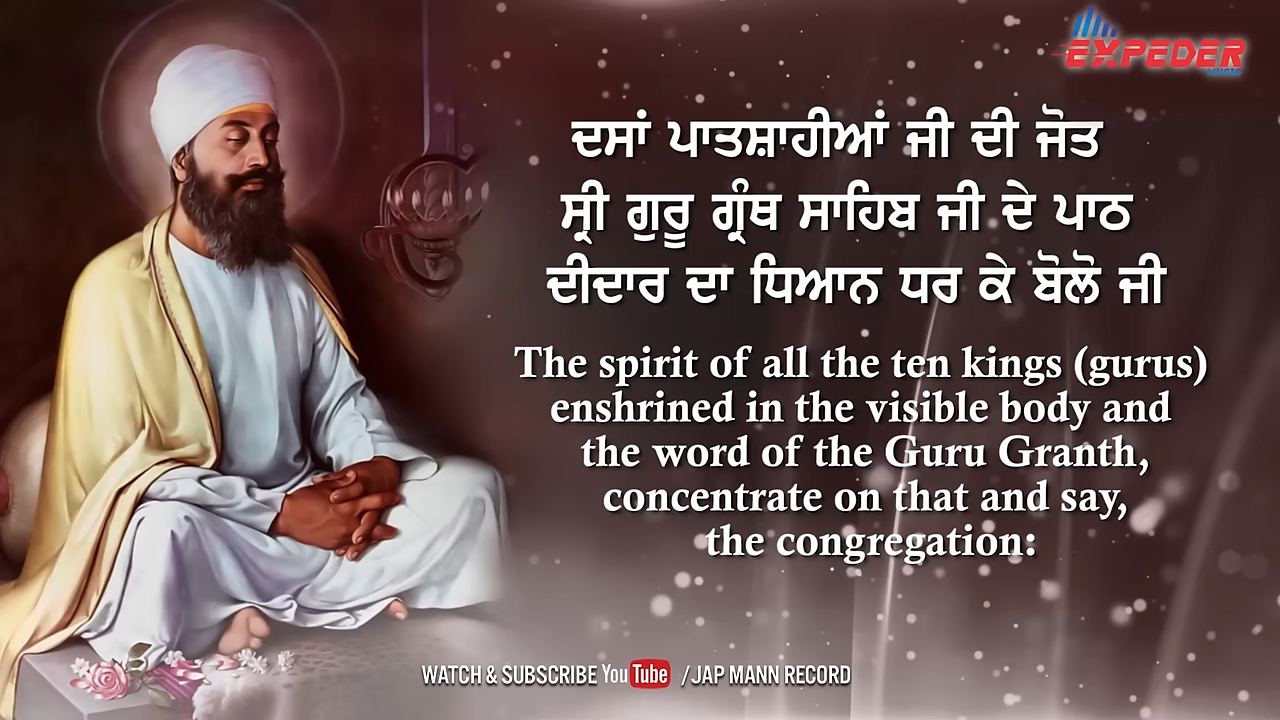 EXPEDER
MUSIC
ਦਸਾਂ ਪਾਤਸ਼ਾਹੀਆਂ ਜੀ ਦੀ ਜੋਤ
ਸ੍ਰੀ ਗੁਰੂ ਗ੍ਰੰਥ ਸਾਹਿਬ ਜੀ ਦੇ ਪਾਠ
ਦੀਦਾਰ ਦਾ ਧਿਆਨ ਧਰ ਕੇ ਬੋਲੋ ਜੀ
The spirit of all the ten kings (gurus)
enshrined in the visible body and
the word of the Guru Granth,
concentrate on that and say,
the congregation:
WATCH & SUBSCRIBE YouTube /JAP MANN RECORD